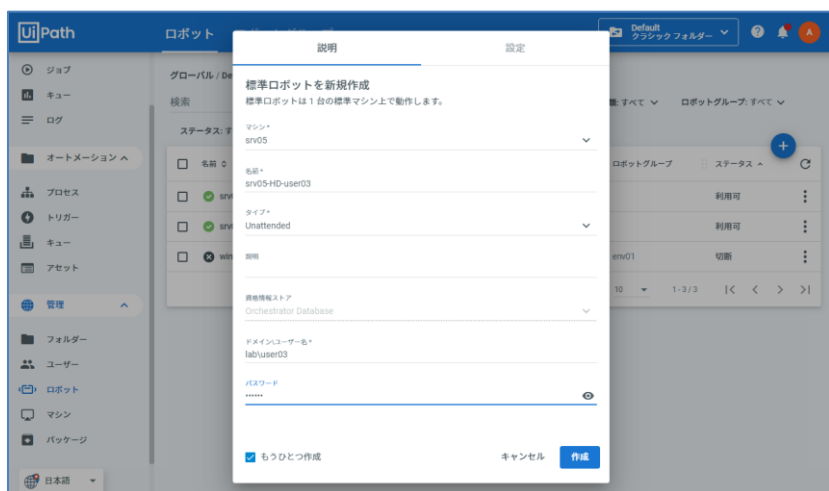 UiPath
ロボット
Default
クラシック フォルダー
A
ジョブ
キュー
ログ
オートメーション
プロセス
トリガー
キュー
アセット
管理
フォルダー
ユーザー
ロボット
マシン
パッケージ
日本語
グローバル / De
検索
ステータス: す
すべて
ロボットグループ: すべて
名前
ロボットグループ
ステータス
srv
利用可
srv
利用可
win
env01
切断
10
1 - 3 / 3
説明
設定
標準ロボットを新規作成
標準ロボットは 1 台の標準マシン上で動作します。
マシン *
srv05
名前 *
srv05-HD-user03
タイプ *
Unattended
説明
資格情報ストア
Orchestrator Database
ドメイン\ユーザー名 *
lab\user03
パスワード
······
もうひとつ作成
キャンセル
作成